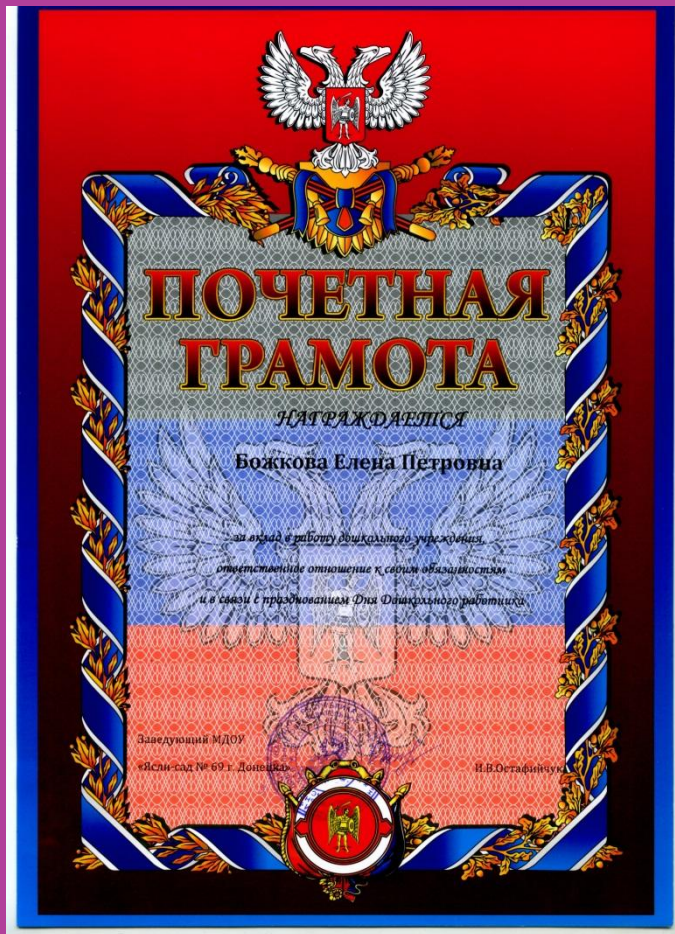 ПОЧЕТНАЯ
ГРАМОТА
НАГРАЖДАЕТСЯ
Божкова Елена Петровна
за вклад в работу дошкольного учреждения,
ответственное отношение к своим обязанностям
и в связи с празднованием Дня Дошкольного работника
Заведующий МДОУ
«Ясли-сад № 69 г. Донецка»
И.В.Остафийчук